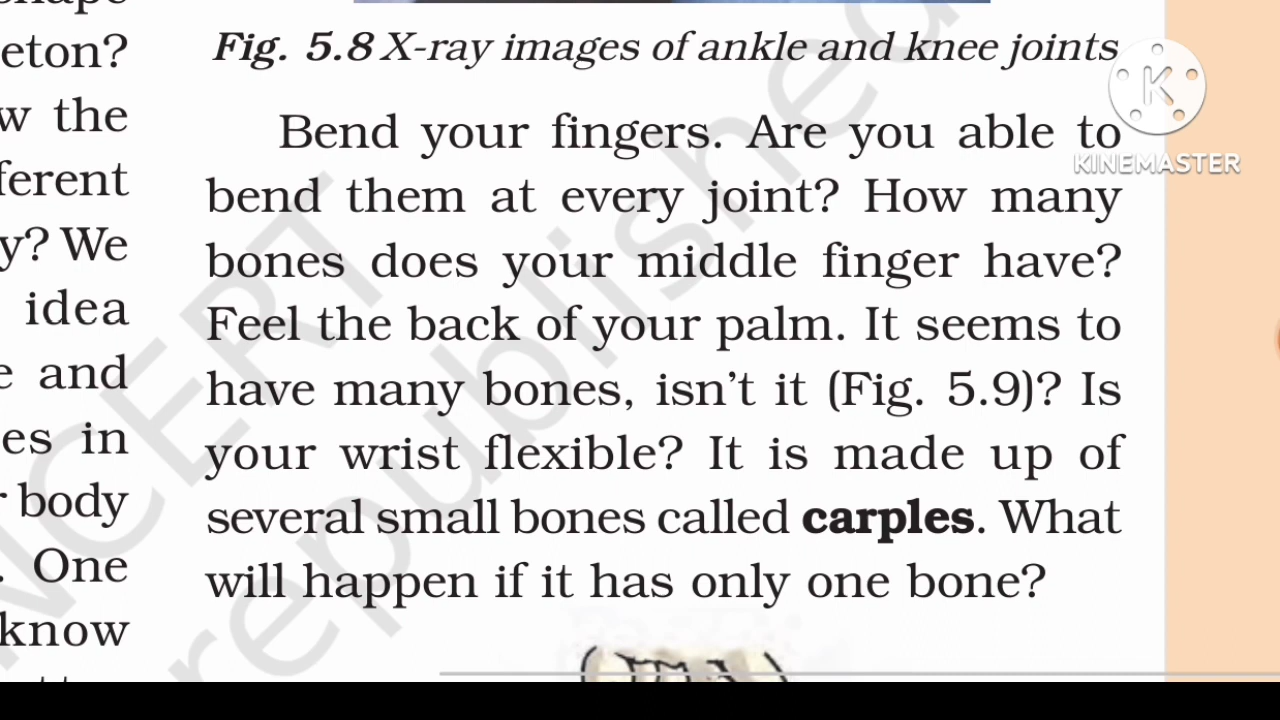 shape
eton?
w the
ferent
y? We
idea
e and
es in
r body
. One
know
Fig. 5.8 X-ray images of ankle and knee joints
Bend your fingers. Are you able to
bend them at every joint? How many
bones does your middle finger have?
Feel the back of your palm. It seems to
have many bones, isn't it (Fig. 5.9)? Is
your wrist flexible? It is made up of
several small bones called carples. What
will happen if it has only one bone?
K
KINEMASTER
NCERT
republished